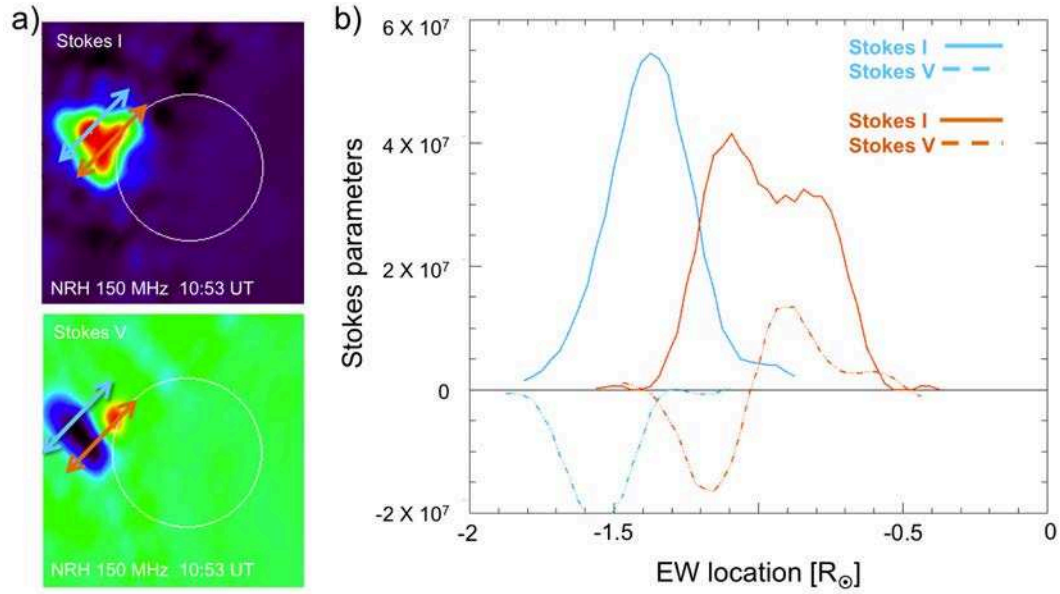 a)
Stokes I
NRH 150 MHz 10:53 UT
Stokes V
NRH 150 MHz 10:53 UT
b)
6 X 10⁷
4 X 10⁷
2 X 10⁷
0
-2 X 10⁷
Stokes parameters
-2
-1.5
-1
-0.5
0
EW location [R☉]
Stokes I
Stokes V
Stokes I
Stokes V